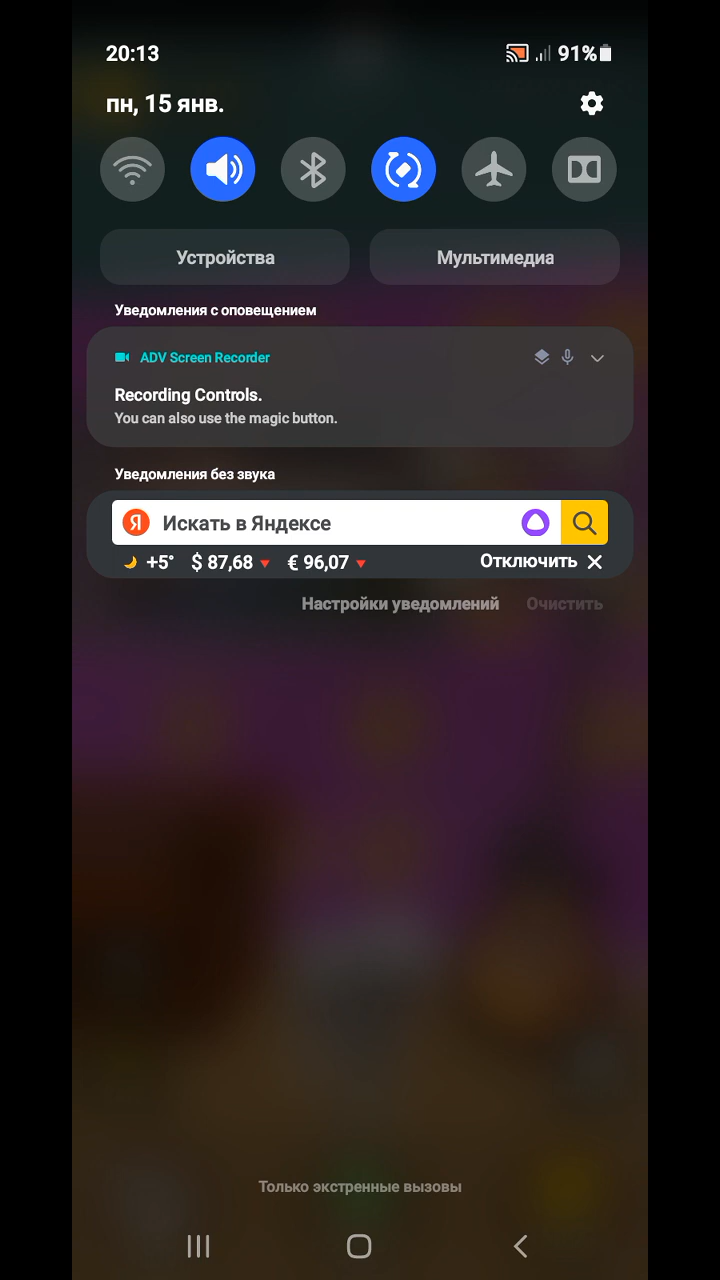 20:13 91%
пн, 15 янв.
Устройства Мультимедиа
Уведомления с оповещением
ADV Screen Recorder
Recording Controls.
You can also use the magic button.
Уведомления без звука
Я Искать в Яндексе
+5° $ 87,68 € 96,07 Отключить
Настройки уведомлений Очистить
Только экстренные вызовы